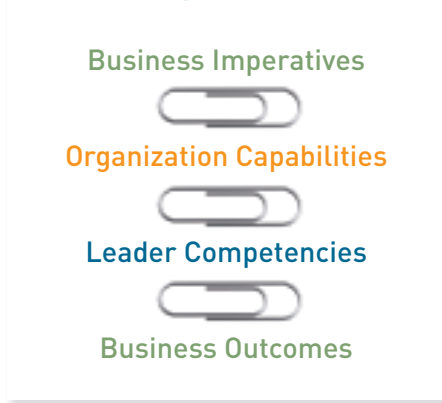 Business Imperatives
Organization Capabilities
Leader Competencies
Business Outcomes